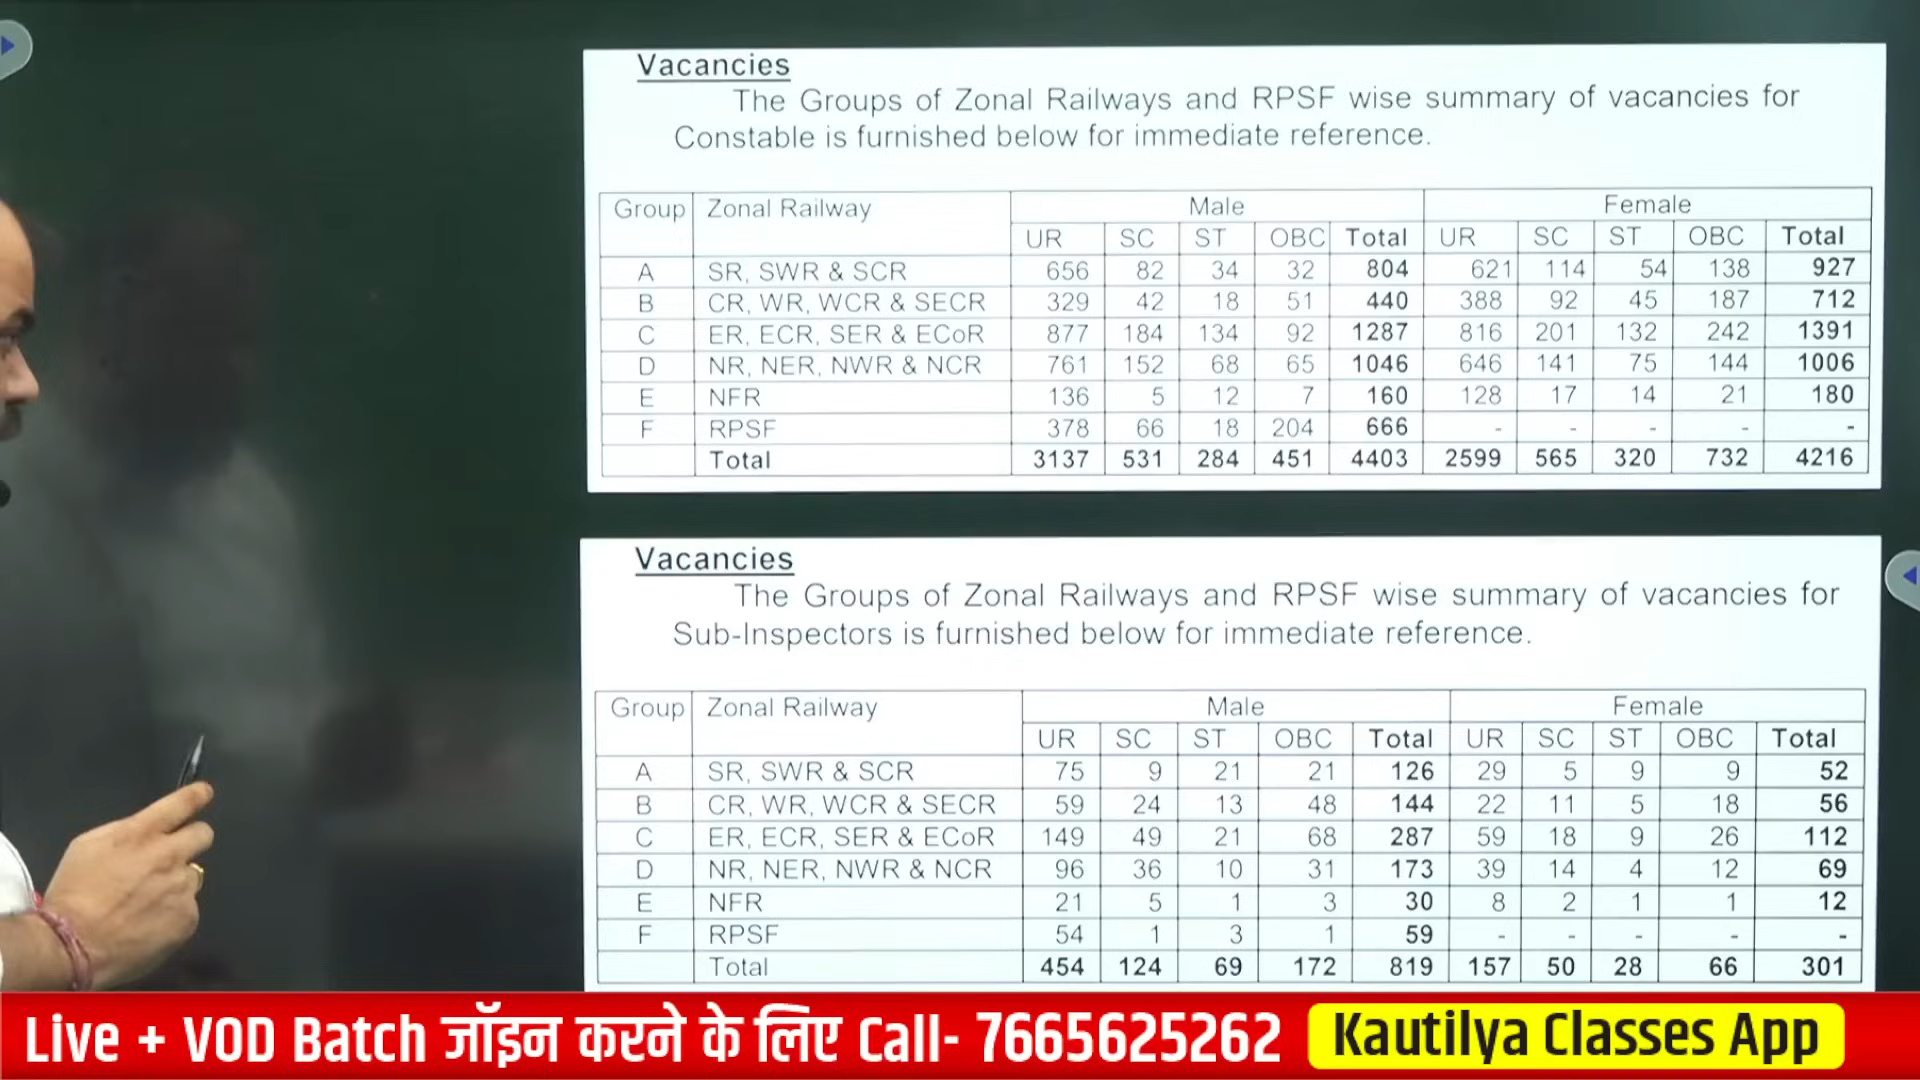 Vacancies
The Groups of Zonal Railways and RPSF wise summary of vacancies for
Constable is furnished below for immediate reference.
Group Zonal Railway Male Female
UR SC ST OBC Total UR SC ST OBC Total
A SR, SWR & SCR 656 82 34 32 804 621 114 54 138 927
B CR, WR, WCR & SECR 329 42 18 51 440 388 92 45 187 712
C ER, ECR, SER & ECoR 877 184 134 92 1287 816 201 132 242 1391
D NR, NER, NWR & NCR 761 152 68 65 1046 646 141 75 144 1006
E NFR 136 5 12 7 160 128 17 14 21 180
F RPSF 378 66 18 204 666 - - - - -
Total 3137 531 284 451 4403 2599 565 320 732 4216
Vacancies
The Groups of Zonal Railways and RPSF wise summary of vacancies for
Sub-Inspectors is furnished below for immediate reference.
Group Zonal Railway Male Female
UR SC ST OBC Total UR SC ST OBC Total
A SR, SWR & SCR 75 9 21 21 126 29 5 9 9 52
B CR, WR, WCR & SECR 59 24 13 48 144 22 11 5 18 56
C ER, ECR, SER & ECoR 149 49 21 68 287 59 18 9 26 112
D NR, NER, NWR & NCR 96 36 10 31 173 39 14 4 12 69
E NFR 21 5 1 3 30 8 2 1 1 12
F RPSF 54 1 3 1 59 - - - - -
Total 454 124 69 172 819 157 50 28 66 301
Live + VOD Batch जॉइन करने के लिए Call- 7665625262 Kautilya Classes App